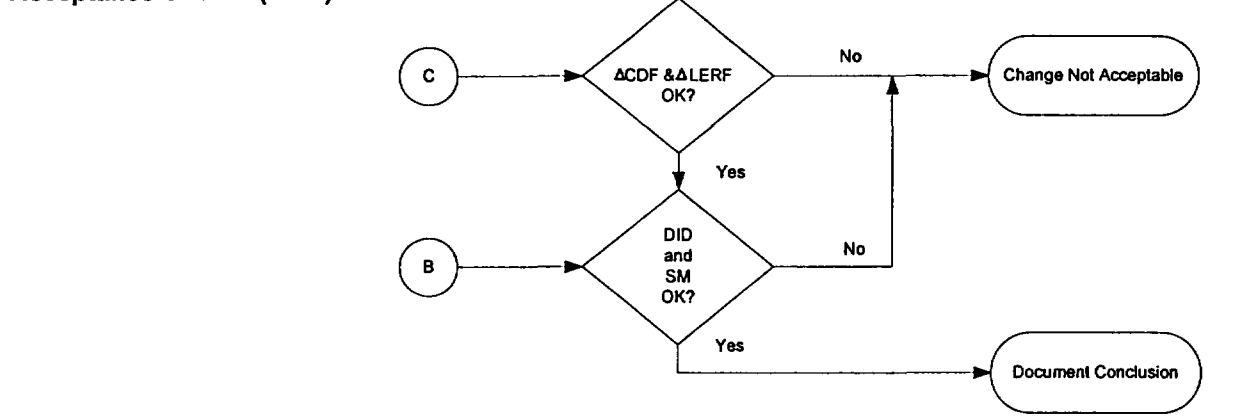 C
ΔCDF &ΔLERF
OK?
No
Change Not Acceptable
Yes
B
DID
and
SM
OK?
No
Yes
Document Conclusion